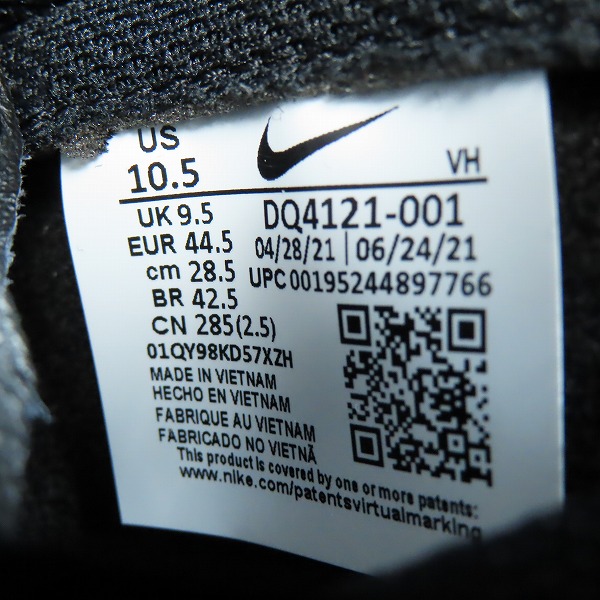 US
10.5
VH
UK 9.5
DQ4121-001
EUR 44.5
04/28/21 | 06/24/21
cm 28.5
UPC 00195244897766
BR 42.5
CN 285(2.5)
01QY98KD57XZH
MADE IN VIETNAM
HECHO EN VIETNAM
FABRIQUE AU VIETNAM
FABRICADO NO VIETNÃ
This product is covered by one or more patents:
www.nike.com/patentsvirtualmarking